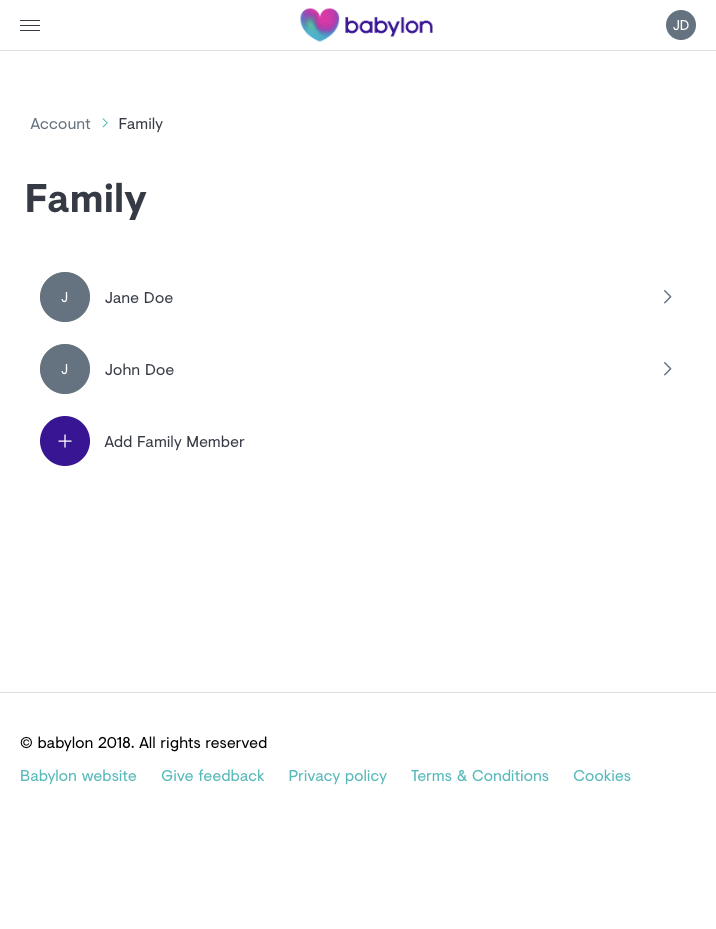 babylon
JD
Account > Family
Family
J Jane Doe
J John Doe
+ Add Family Member
© babylon 2018. All rights reserved
Babylon website Give feedback Privacy policy Terms & Conditions Cookies